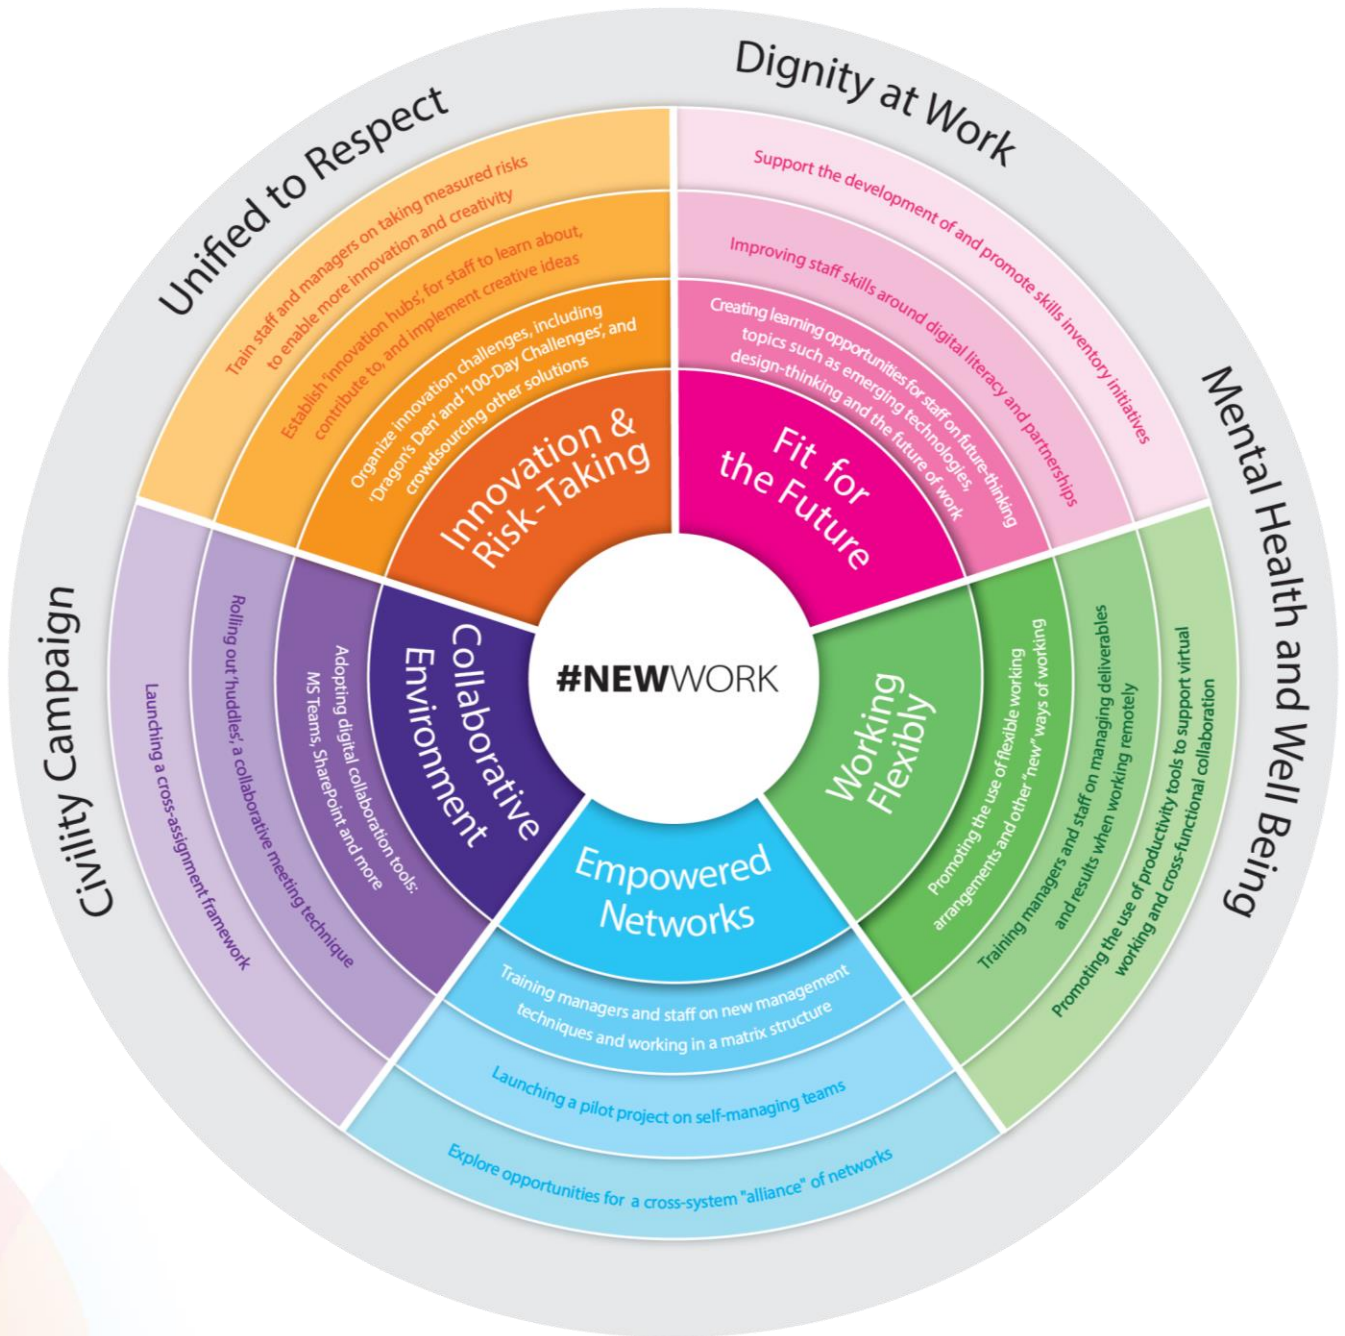 Unified to Respect
Dignity at Work
Mental Health and Well Being
Civility Campaign
#NEWWORK
Innovation &
Risk-Taking
Organize innovation challenges, including
'Dragon's Den' and '100-Day Challenges', and
crowdsourcing other solutions
Establish 'innovation hubs', for staff to learn about,
contribute to, and implement creative ideas
Train staff and managers on taking measured risks
to enable more innovation and creativity
Fit for
the Future
Creating learning opportunities for staff on future-thinking
topics such as emerging technologies,
design-thinking and the future of work
Improving staff skills around digital literacy and partnerships
Support the development of and promote skills inventory initiatives
Working
Flexibly
Promoting the use of flexible working
arrangements and other "new" ways of working
Training managers and staff on managing deliverables
and results when working remotely
Promoting the use of productivity tools to support virtual
working and cross-functional collaboration
Empowered
Networks
Training managers and staff on new management
techniques and working in a matrix structure
Launching a pilot project on self-managing teams
Explore opportunities for a cross-system "alliance" of networks
Collaborative
Environment
Adopting digital collaboration tools:
MS Teams, SharePoint and more
Rolling out 'huddles', a collaborative meeting technique
Launching a cross-assignment framework